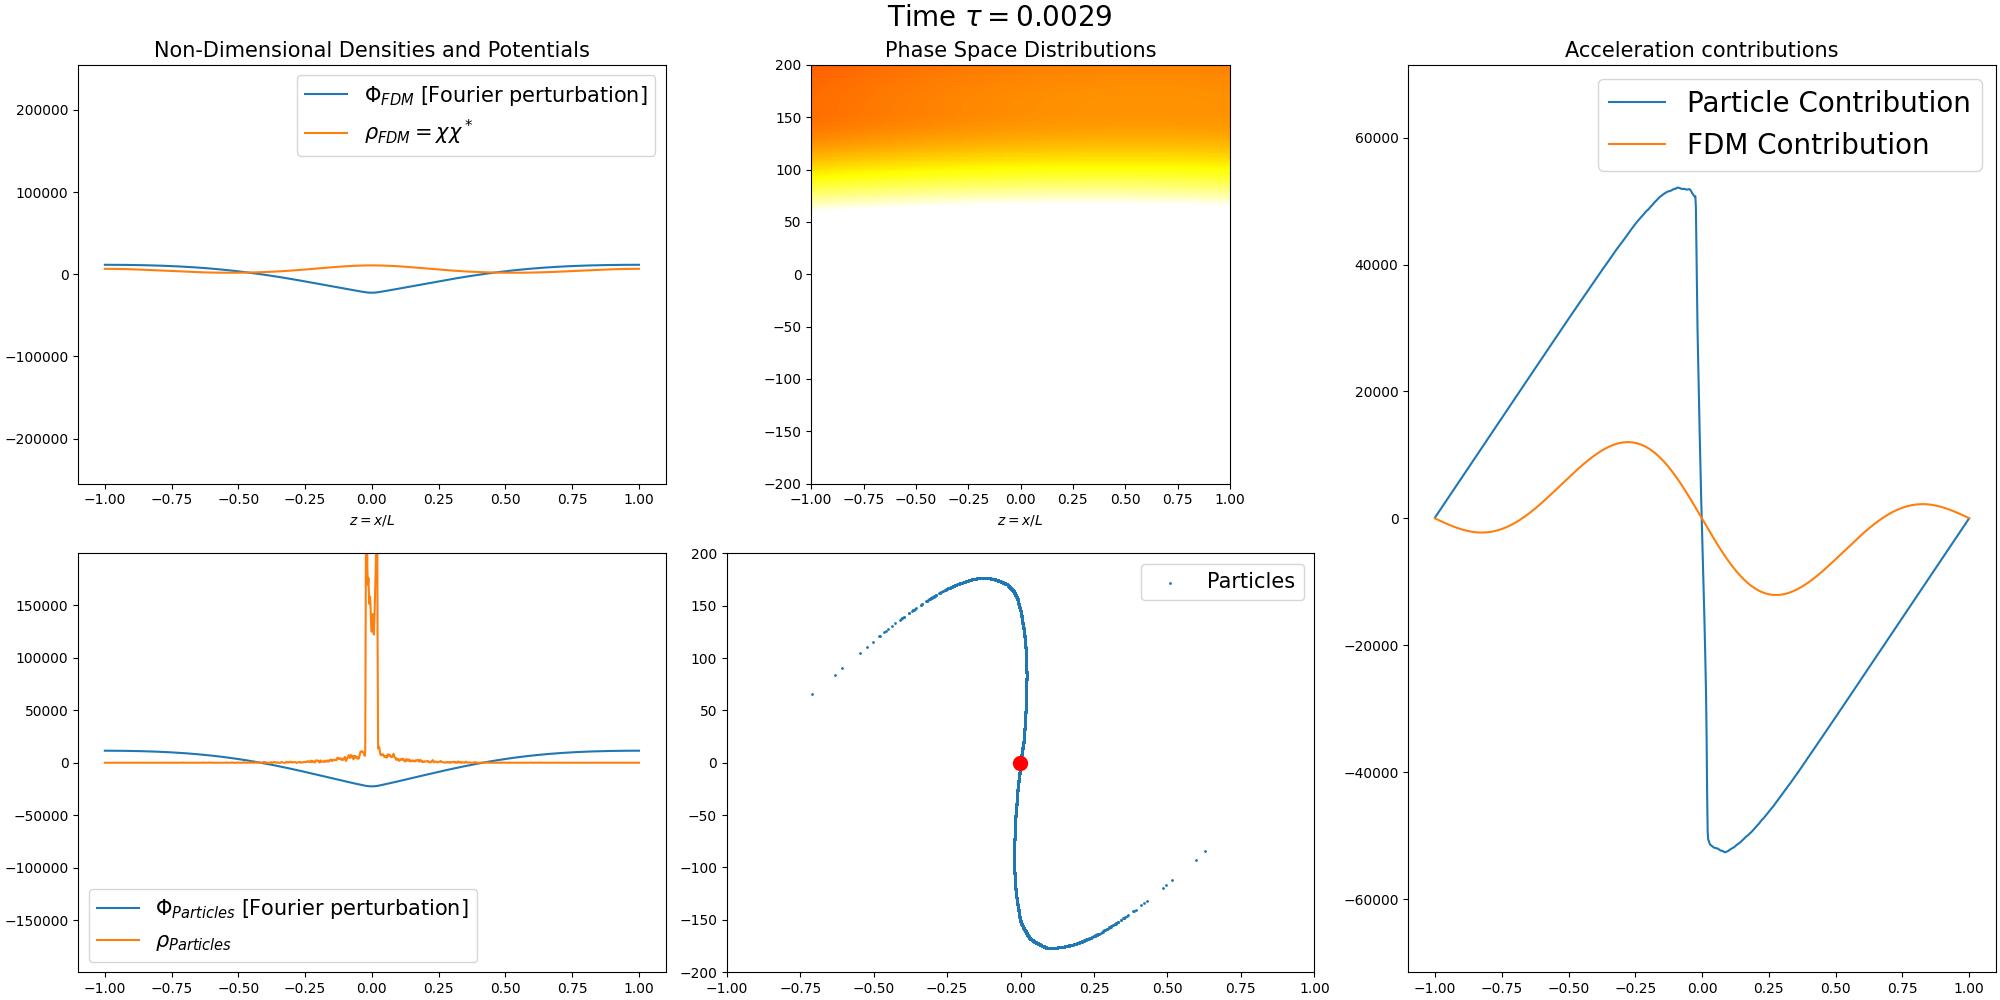 Time τ = 0.0029
Non-Dimensional Densities and Potentials
Φ_FDM [Fourier perturbation]
ρ_FDM = χχ*
200000
100000
0
−100000
−200000
−1.00 −0.75 −0.50 −0.25 0.00 0.25 0.50 0.75 1.00
z = x/L
Phase Space Distributions
200
150
100
50
0
−50
−100
−150
−200
−1.00 −0.75 −0.50 −0.25 0.00 0.25 0.50 0.75 1.00
z = x/L
Acceleration contributions
Particle Contribution
FDM Contribution
60000
40000
20000
0
−20000
−40000
−60000
−1.00 −0.75 −0.50 −0.25 0.00 0.25 0.50 0.75 1.00
150000
100000
50000
0
−50000
−100000
−150000
Φ_Particles [Fourier perturbation]
ρ_Particles
−1.00 −0.75 −0.50 −0.25 0.00 0.25 0.50 0.75 1.00
Particles
200
150
100
50
0
−50
−100
−150
−200
−1.00 −0.75 −0.50 −0.25 0.00 0.25 0.50 0.75 1.00